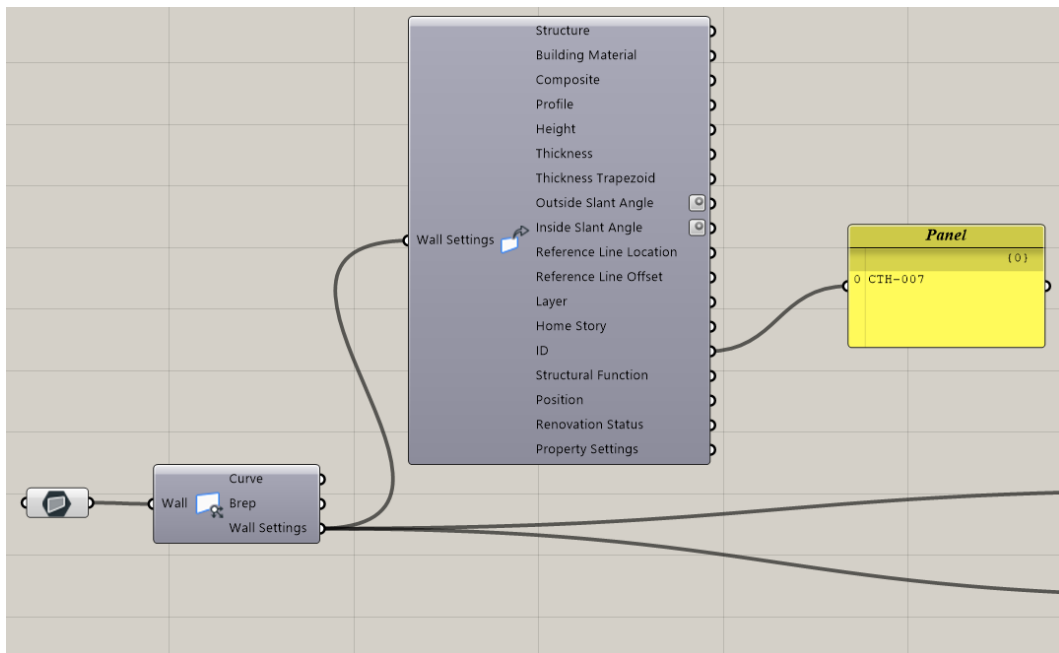 Structure
Building Material
Composite
Profile
Height
Thickness
Thickness Trapezoid
Outside Slant Angle
Wall Settings
Inside Slant Angle
Reference Line Location
Reference Line Offset
Layer
Home Story
ID
Structural Function
Position
Renovation Status
Property Settings
Panel
{0}
0 CTH-007
Curve
Wall
Brep
Wall Settings